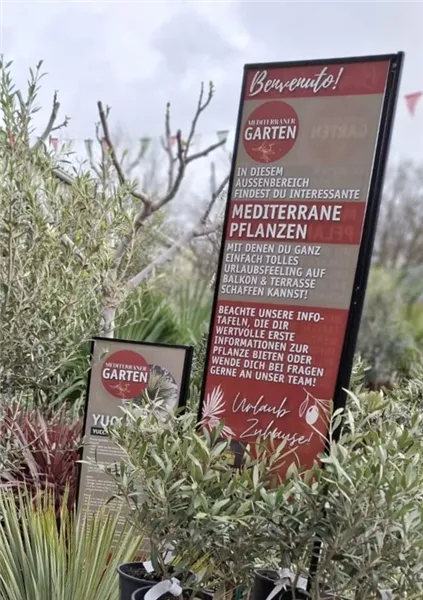 Benvenuto!
MEDITERRANER
GARTEN
IN DIESEM
AUSSENBEREICH
FINDEST DU INTERESSANTE
MEDITERRANE
PFLANZEN
MIT DENEN DU GANZ
EINFACH TOLLES
URLAUBSFEELING AUF
BALKON & TERRASSE
SCHAFFEN KANNST!
BEACHTE UNSERE INFO-
TAFELN, DIE DIR
WERTVOLLE ERSTE
INFORMATIONEN ZUR
PFLANZE BIETEN ODER
WENDE DICH BEI FRAGEN
GERNE AN UNSER TEAM!
Urlaub
Zuhause!
MEDITERRANER
GARTEN